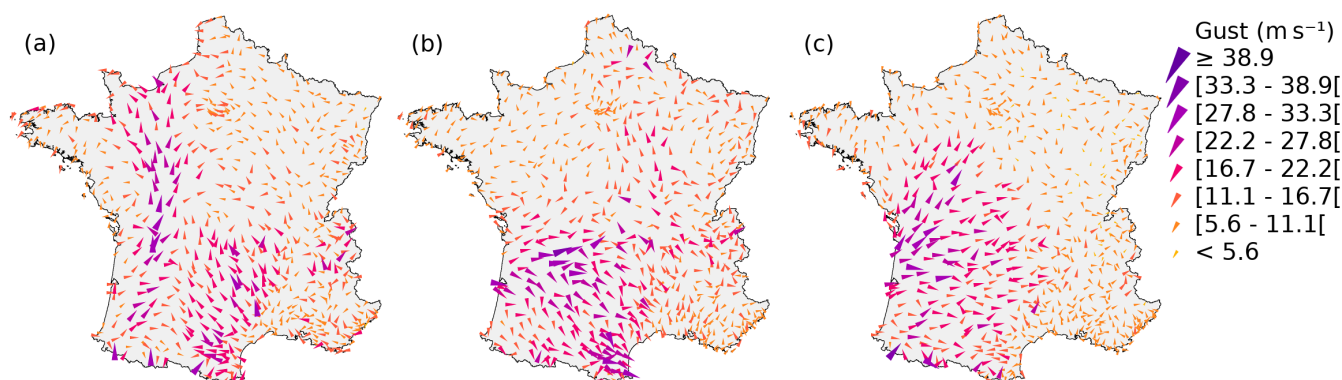 (a)
(b)
(c)
Gust (m s⁻¹)
≥ 38.9
[33.3 - 38.9[
[27.8 - 33.3[
[22.2 - 27.8[
[16.7 - 22.2[
[11.1 - 16.7[
[5.6 - 11.1[
< 5.6